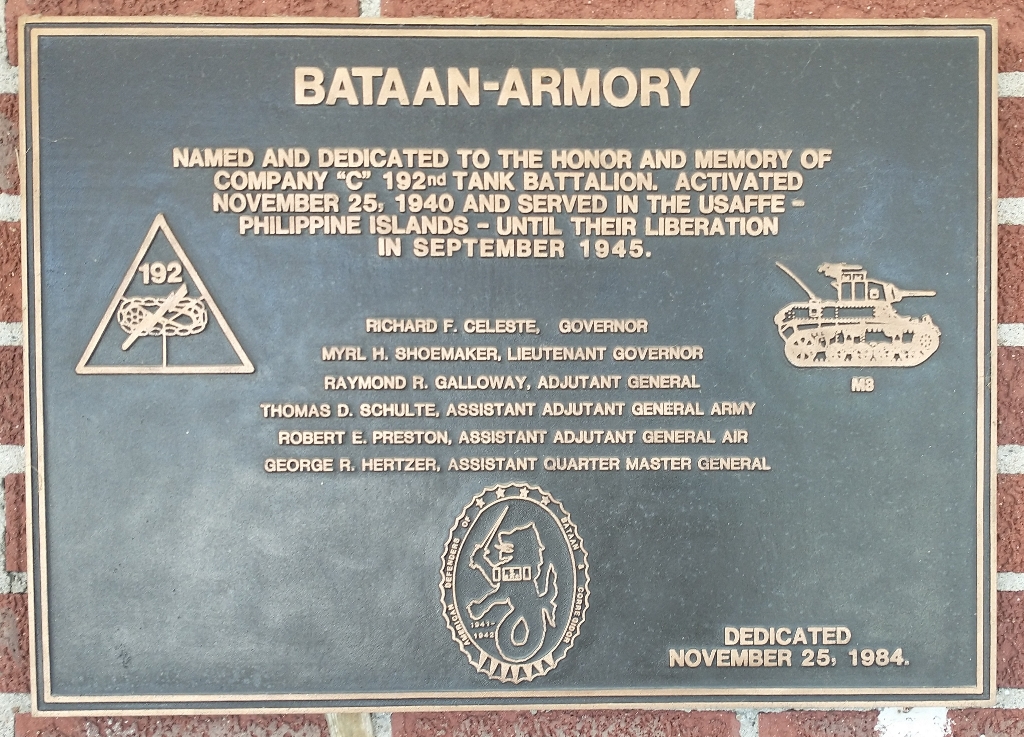 BATAAN-ARMORY
NAMED AND DEDICATED TO THE HONOR AND MEMORY OF
COMPANY "C" 192nd TANK BATTALION. ACTIVATED
NOVEMBER 25, 1940 AND SERVED IN THE USAFFE -
PHILIPPINE ISLANDS - UNTIL THEIR LIBERATION
IN SEPTEMBER 1945.
192
M3
RICHARD F. CELESTE, GOVERNOR
MYRL H. SHOEMAKER, LIEUTENANT GOVERNOR
RAYMOND R. GALLOWAY, ADJUTANT GENERAL
THOMAS D. SCHULTE, ASSISTANT ADJUTANT GENERAL ARMY
ROBERT E. PRESTON, ASSISTANT ADJUTANT GENERAL AIR
GEORGE R. HERTZER, ASSISTANT QUARTER MASTER GENERAL
AMERICAN DEFENDERS OF BATAAN & CORREGIDOR
1941-
1942
DEDICATED
NOVEMBER 25, 1984.